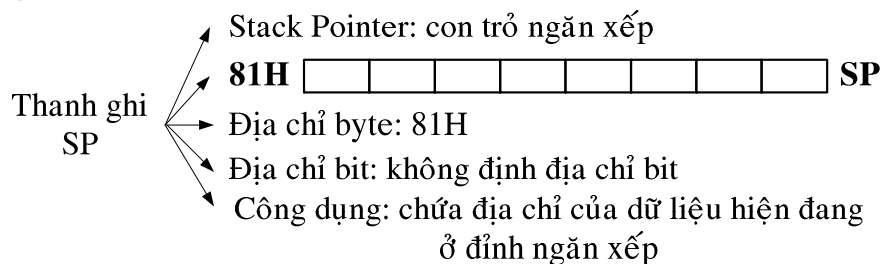 Stack Pointer: con trỏ ngăn xếp
81H SP
Thanh ghi
SP
Địa chỉ byte: 81H
Địa chỉ bit: không định địa chỉ bit
Công dụng: chứa địa chỉ của dữ liệu hiện đang
ở đỉnh ngăn xếp